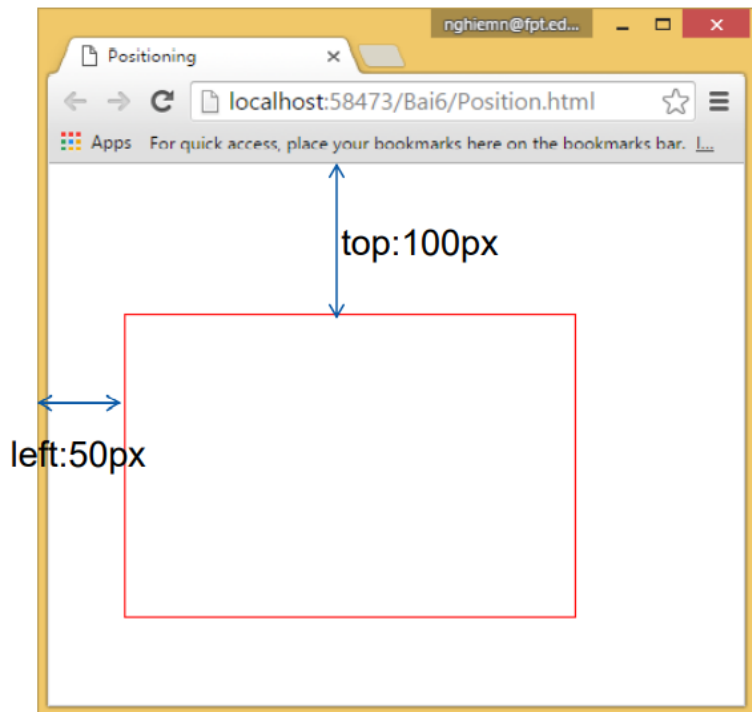 nghiemn@fpt.ed...
Positioning
localhost:58473/Bai6/Position.html
Apps For quick access, place your bookmarks here on the bookmarks bar. I...
top:100px
left:50px